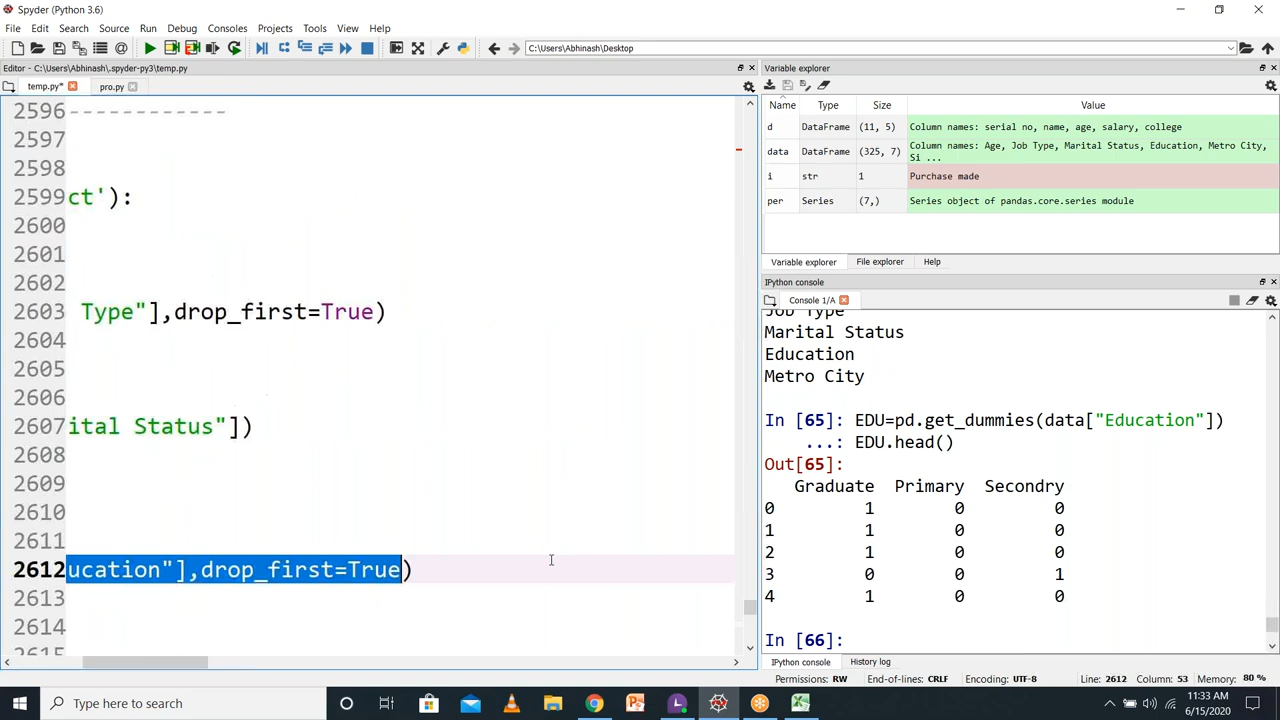 Spyder (Python 3.6)
File Edit Search Source Run Debug Consoles Projects Tools View Help
C:\Users\Abhinash\Desktop
Editor - C:\Users\Abhinash\.spyder-py3\temp.py
temp.py* pro.py
2596 ------------
2597
2598
2599 ct'):
2600
2601
2602
2603 Type"],drop_first=True)
2604
2605
2606
2607 ital Status"])
2608
2609
2610
2611
2612 ucation"],drop_first=True)
2613
2614
2615
Variable explorer
Name Type Size Value
d DataFrame (11, 5) Column names: serial no, name, age, salary, college
data DataFrame (325, 7) Column names: Age, Job Type, Marital Status, Education, Metro City,
Si ...
i str 1 Purchase made
per Series (7,) Series object of pandas.core.series module
Variable explorer File explorer Help
IPython console
Console 1/A
Job Type
Marital Status
Education
Metro City
In [65]: EDU=pd.get_dummies(data["Education"])
...: EDU.head()
Out[65]:
Graduate Primary Secondry
0 1 0 0
1 1 0 0
2 1 0 0
3 0 0 1
4 1 0 0
In [66]:
IPython console History log
Permissions: RW End-of-lines: CRLF Encoding: UTF-8 Line: 2612 Column: 53 Memory: 80 %
Type here to search
11:33 AM
6/15/2020